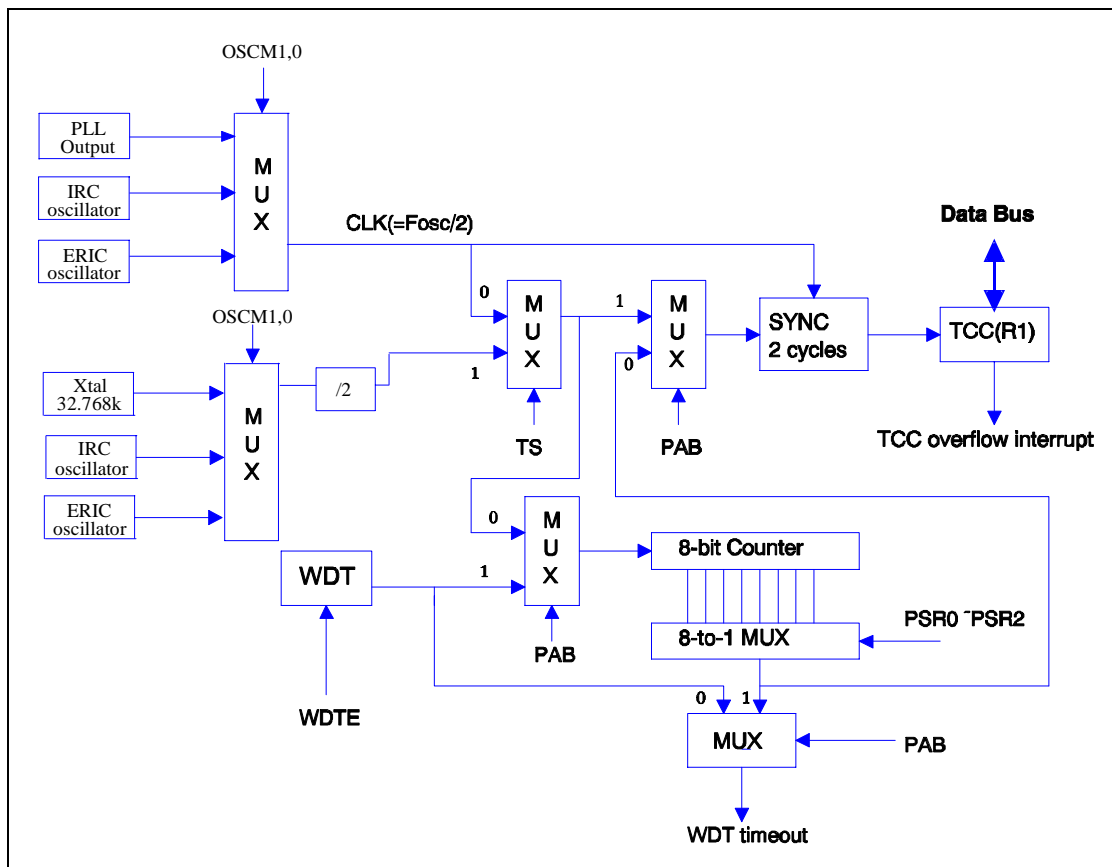 OSCM1,0
PLL
Output
IRC
oscillator
ERIC
oscillator
M
U
X
CLK(=Fosc/2)
Data Bus
0
M
U
X
1
TS
1
M
U
X
0
PAB
SYNC
2 cycles
TCC(R1)
TCC overflow interrupt
OSCM1,0
Xtal
32.768k
IRC
oscillator
ERIC
oscillator
M
U
X
/2
0
M
U
X
1
PAB
WDT
WDTE
8-bit Counter
8-to-1 MUX
PSR0 ~PSR2
0
1
MUX
PAB
WDT timeout